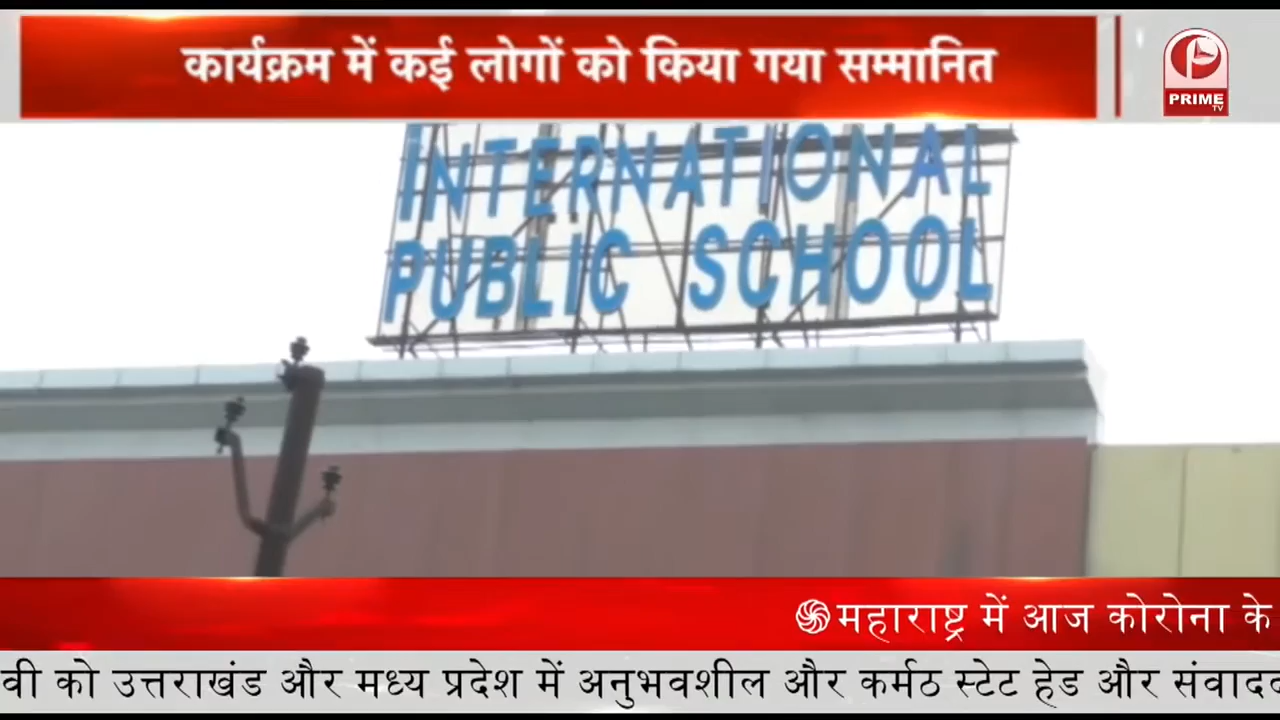 कार्यक्रम में कई लोगों को किया गया सम्मानित
PRIME
TV
INTERNATIONAL
PUBLIC SCHOOL
महाराष्ट्र में आज कोरोना के
को उत्तराखंड और मध्य प्रदेश में अनुभवशील और कर्मठ स्टेट हेड और